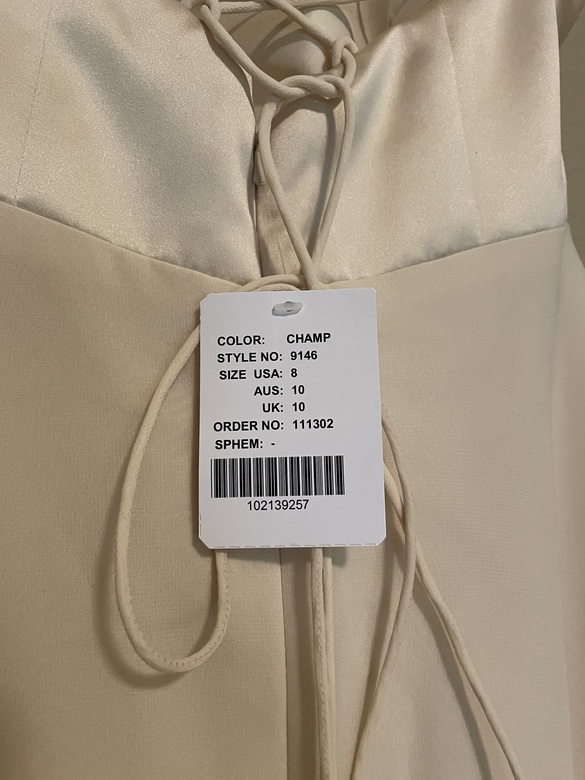 COLOR: CHAMP
STYLE NO: 9146
SIZE USA: 8
AUS: 10
UK: 10
ORDER NO: 111302
SPHEM: -
102139257